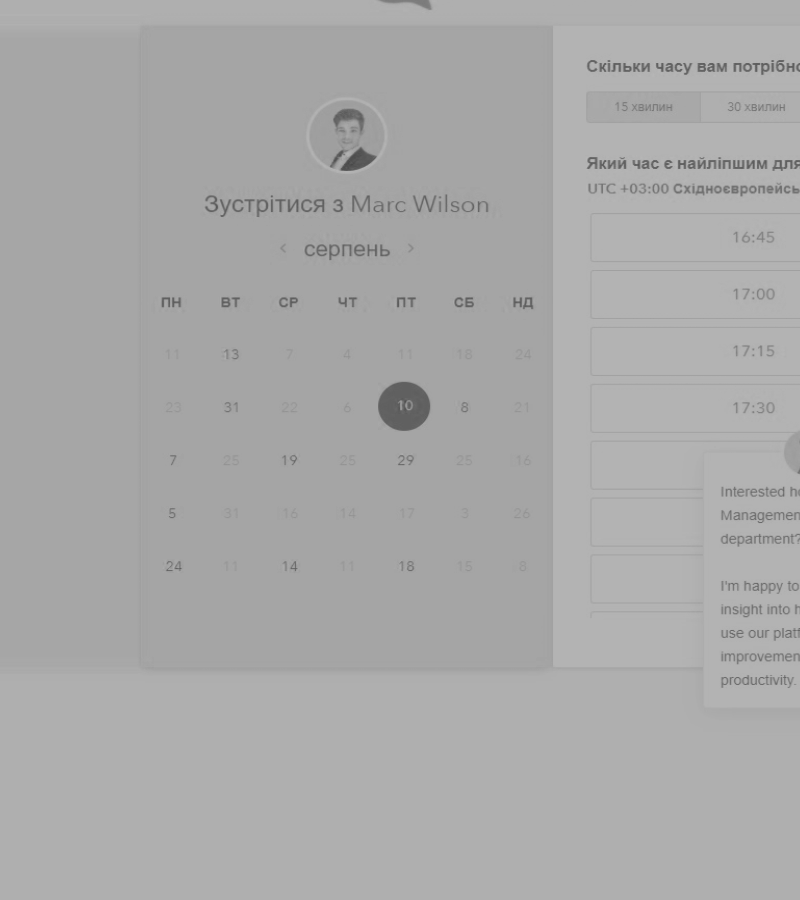 Зустрітися з Marc Wilson
серпень
ПН ВТ СР ЧТ ПТ СБ НД
11 13 7 4 11 18 24
23 31 22 6 10 8 21
7 25 19 25 29 25 16
5 31 16 14 17 3 26
24 11 14 11 18 15 8
Скільки часу вам потрібно
15 хвилин 30 хвилин
Який час є найліпшим для
UTC +03:00 Східноєвропейсь
16:45
17:00
17:15
17:30
Interested he
Managemen
department?
I'm happy to
insight into h
use our platf
improvemen
productivity.